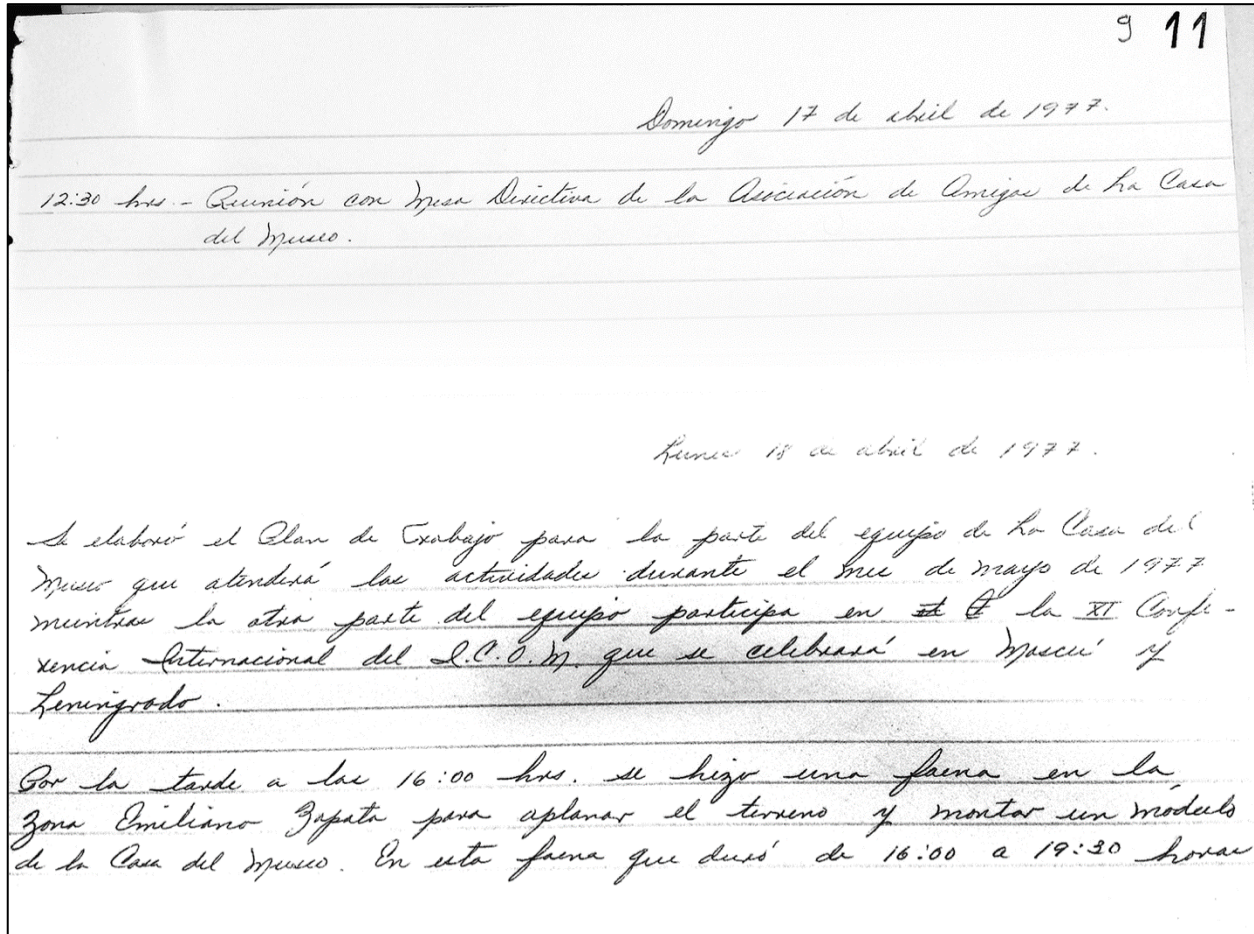 9 11
Domingo 17 de abril de 1977.
12:30 hrs.- Reunión con Mesa Directiva de la Asociación de Amigos de La Casa
del Museo.
Lunes 18 de abril de 1977.
Se elaboró el Plan de Trabajo para la parte del equipo de La Casa del
Museo que atenderá las actividades durante el mes de mayo de 1977
mientras la otra parte del equipo participa en la XI Confe-
rencia Internacional del I.C.O.M. que se celebrará en Moscú y
Leningrado.
Por la tarde a las 16:00 hrs. se hizo una faena en la
Zona Emiliano Zapata para aplanar el terreno y montar un módulo
de la Casa del Museo. En esta faena que duró de 16:00 a 19:30 horas